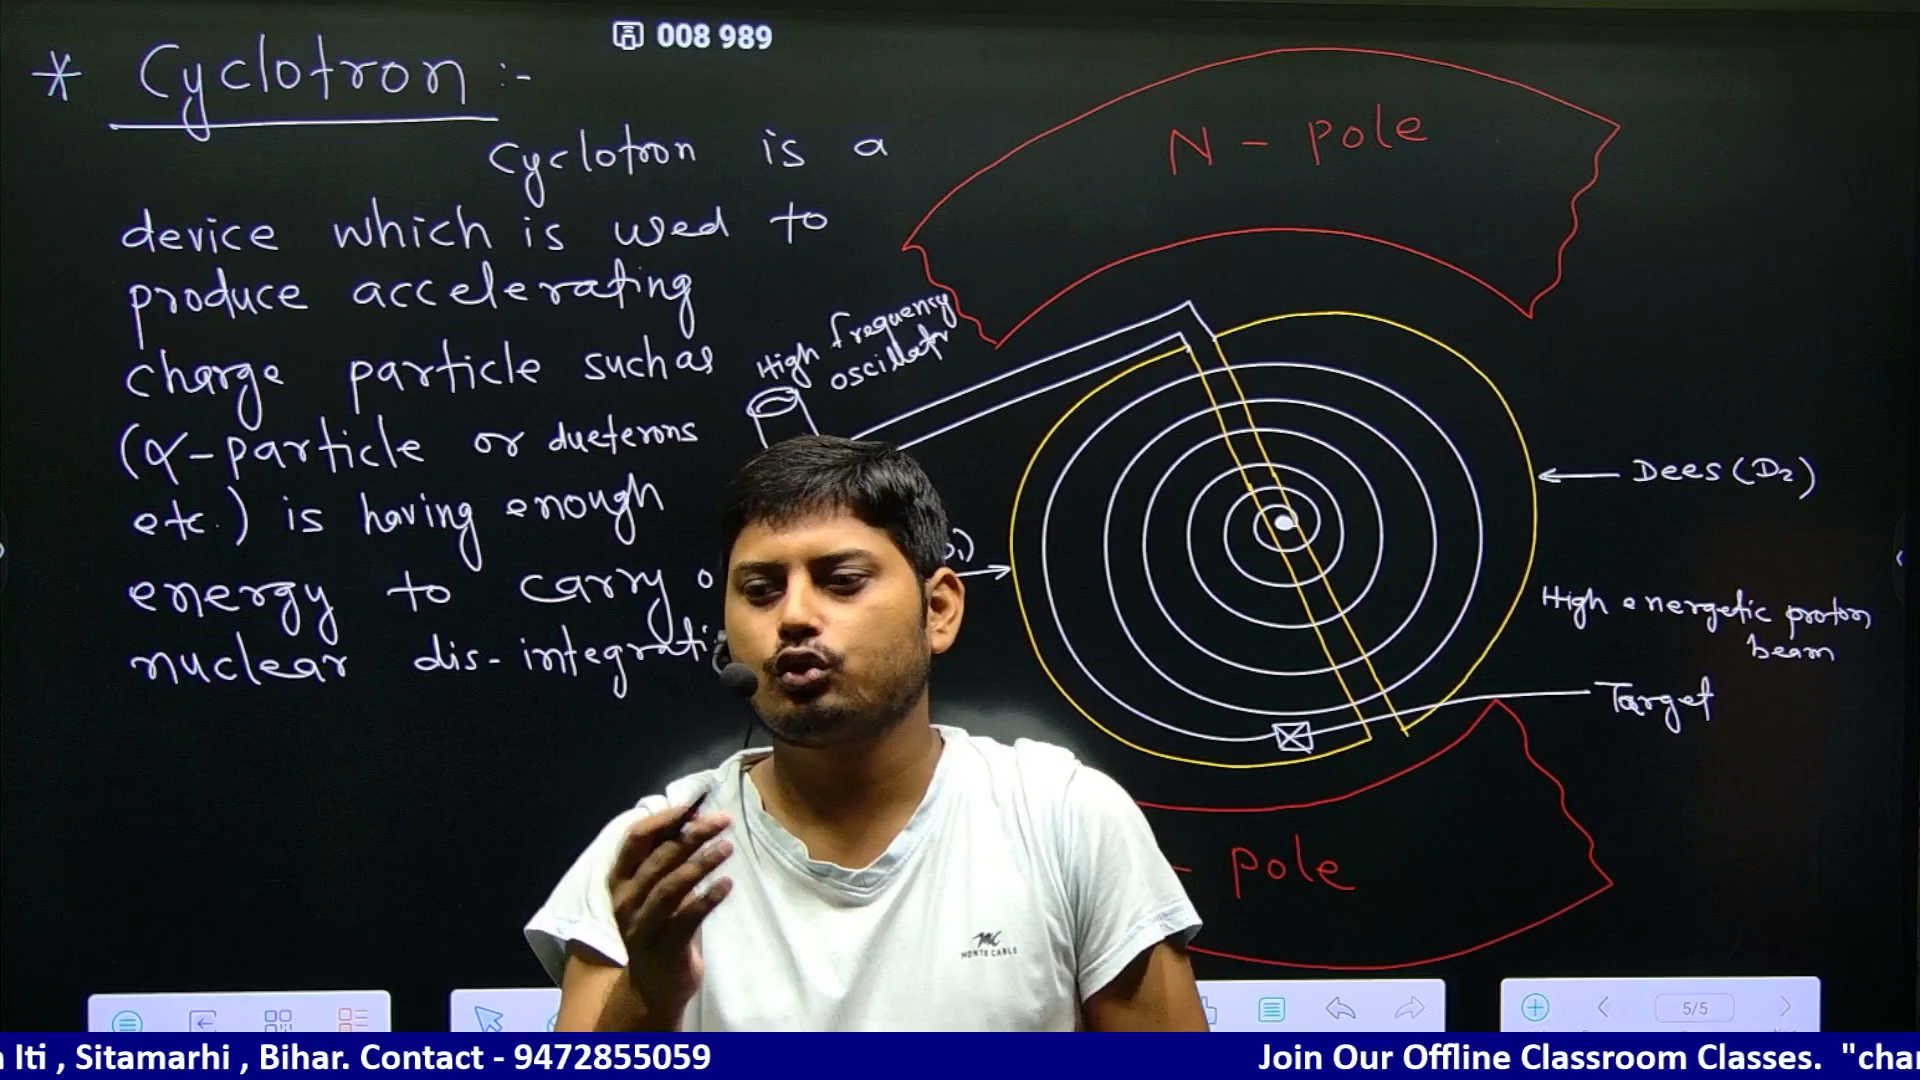 008 989
* Cyclotron :-
Cyclotron is a
device which is used to
produce accelerating
charge particle such as
(α-particle or dueterons
etc.) is having enough
energy to carry
nuclear dis-integrati
N - pole
High frequency
oscillator
Dees (D2)
High energetic proton
beam
Target
- pole
MONTE CARLO
5/5
Iti , Sitamarhi , Bihar. Contact - 9472855059
Join Our Offline Classroom Classes. "char